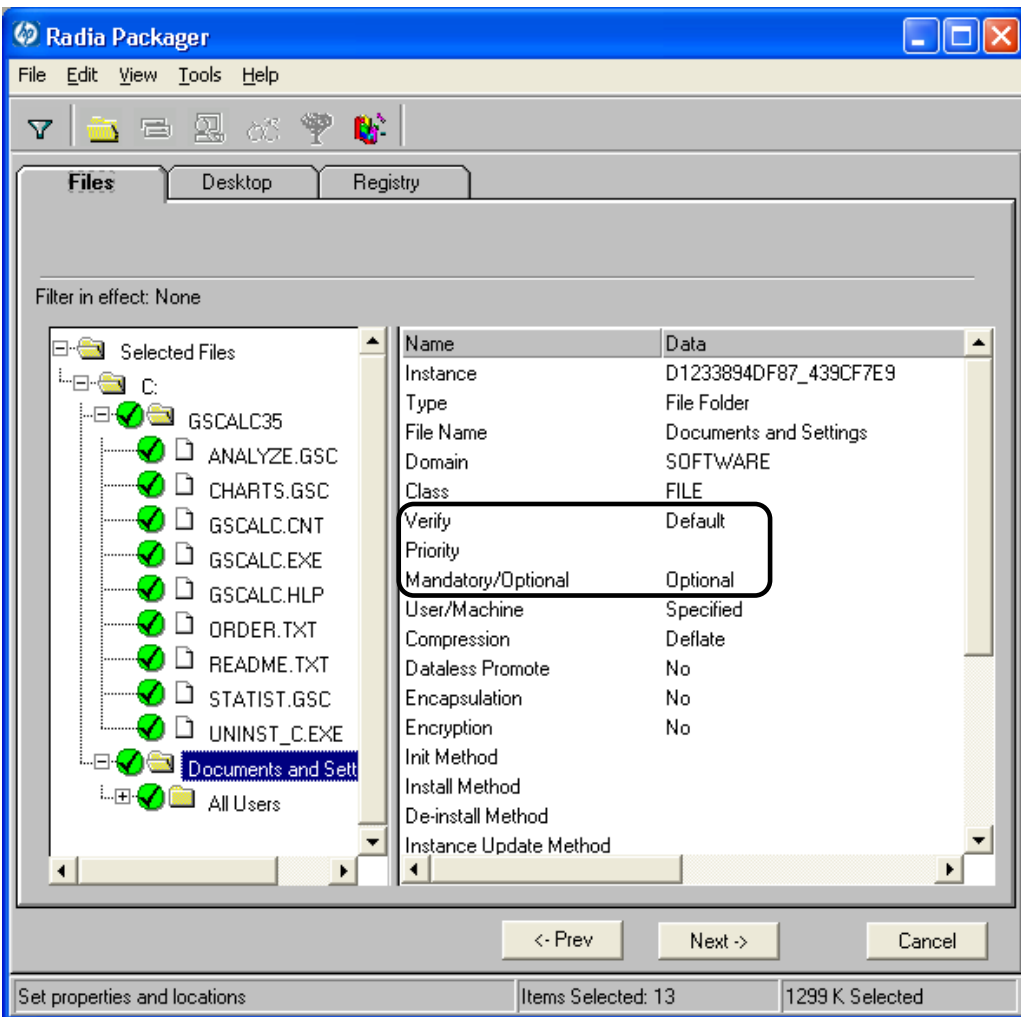 Radia Packager
File Edit View Tools Help
Files Desktop Registry
Filter in effect: None
Selected Files
C:
GSCALC35
ANALYZE.GSC
CHARTS.GSC
GSCALC.CNT
GSCALC.EXE
GSCALC.HLP
ORDER.TXT
README.TXT
STATIST.GSC
UNINST_C.EXE
Documents and Sett
All Users
Name Data
Instance D1233894DF87_439CF7E9
Type File Folder
File Name Documents and Settings
Domain SOFTWARE
Class FILE
Verify Default
Priority
Mandatory/Optional Optional
User/Machine Specified
Compression Deflate
Dataless Promote No
Encapsulation No
Encryption No
Init Method
Install Method
De-install Method
Instance Update Method
<- Prev Next -> Cancel
Set properties and locations Items Selected: 13 1299 K Selected